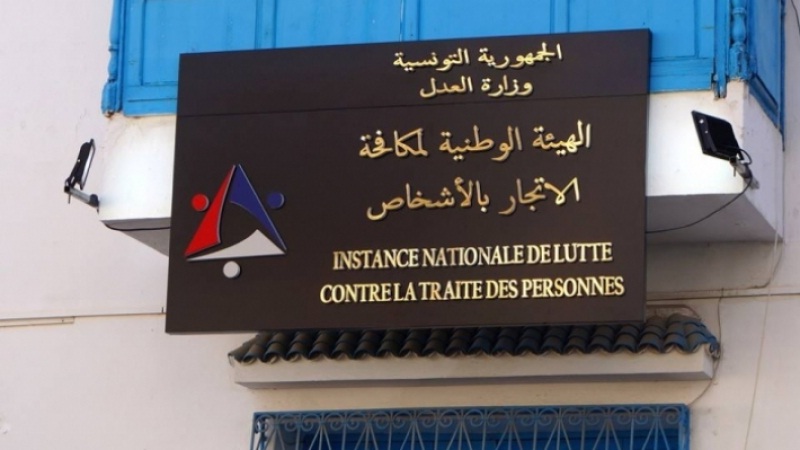 الجمهورية التونسية
وزارة العدل
الهيئة الوطنية لمكافحة
الاتجار بالأشخاص
INSTANCE NATIONALE DE LUTTE
CONTRE LA TRAITE DES PERSONNES